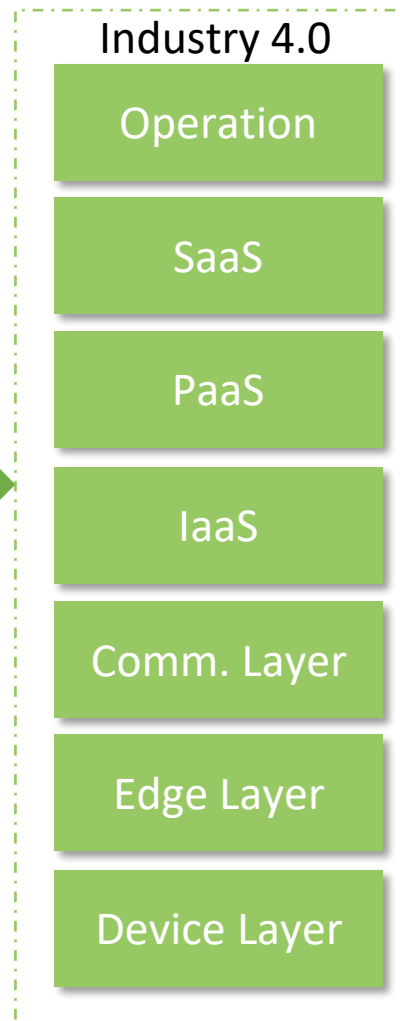 Industry 4.0
Operation
SaaS
PaaS
IaaS
Comm. Layer
Edge Layer
Device Layer